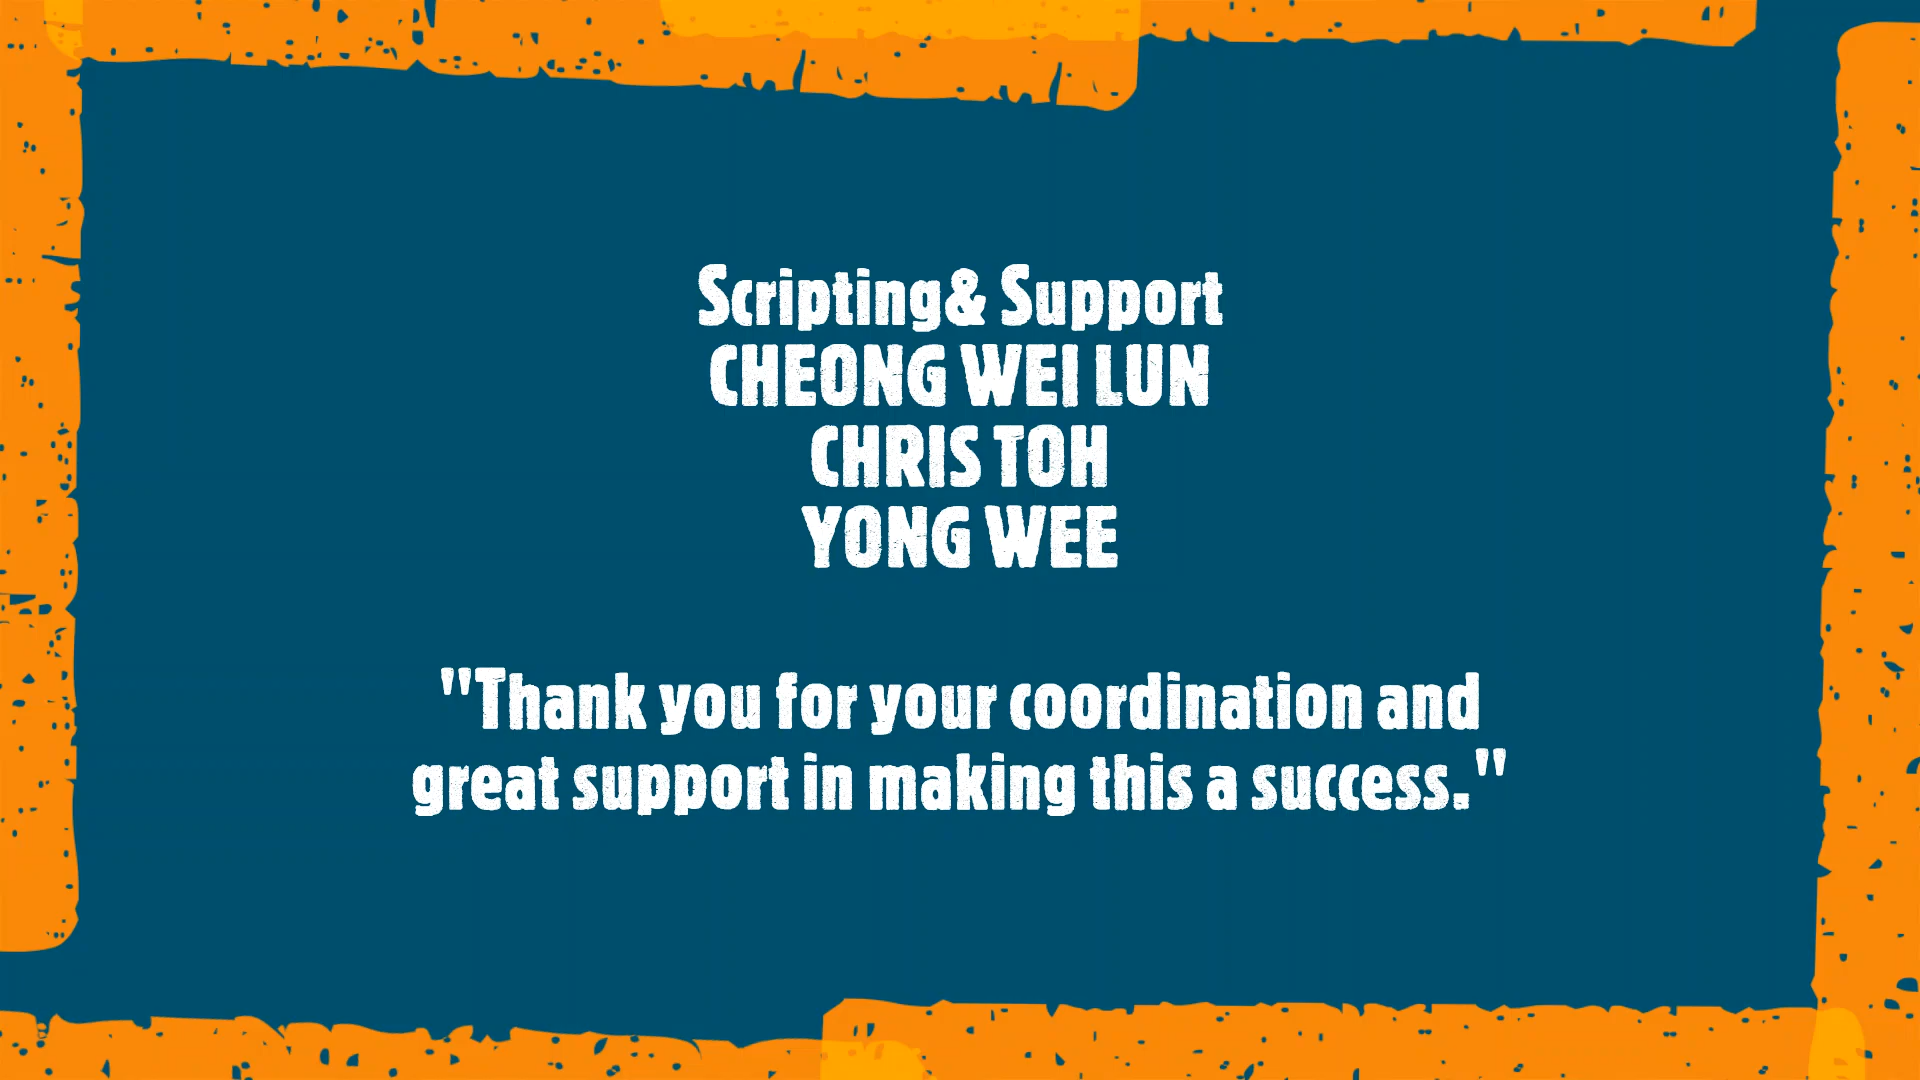 Scripting& Support
CHEONG WEI LUN
CHRIS TOH
YONG WEE
"Thank you for your coordination and
great support in making this a success."